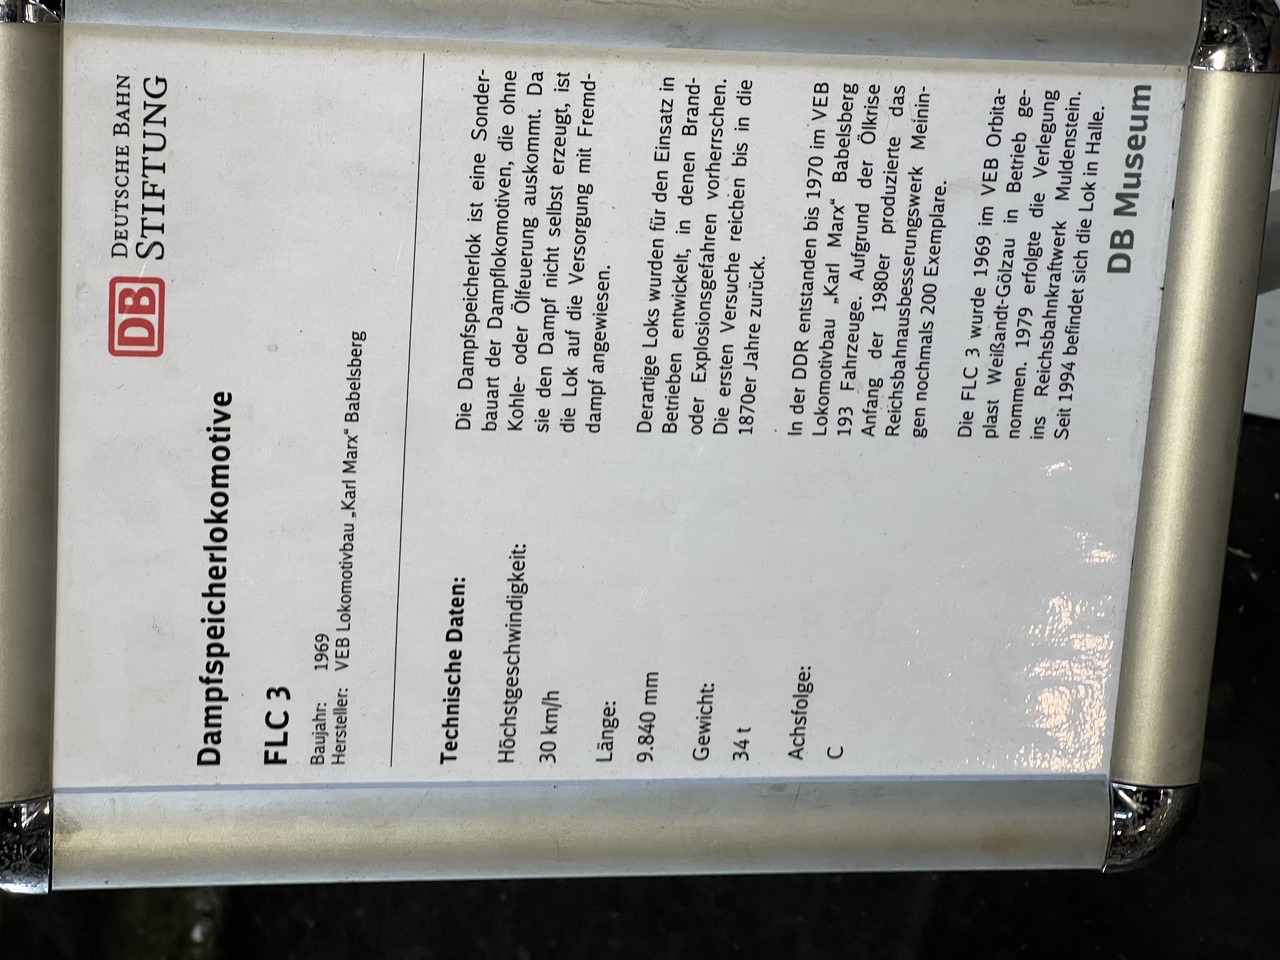 DB
DEUTSCHE BAHN
STIFTUNG
Dampfspeicherlokomotive
FLC 3
Baujahr: 1969
Hersteller: VEB Lokomotivbau „Karl Marx“ Babelsberg
Technische Daten:
Höchstgeschwindigkeit:
30 km/h
Länge:
9.840 mm
Gewicht:
34 t
Achsfolge:
C
Die Dampfspeicherlok ist eine Sonder-
bauart der Dampflokomotiven, die ohne
Kohle- oder Ölfeuerung auskommt. Da
sie den Dampf nicht selbst erzeugt, ist
die Lok auf die Versorgung mit Fremd-
dampf angewiesen.
Derartige Loks wurden für den Einsatz in
Betrieben entwickelt, in denen Brand-
oder Explosionsgefahren vorherrschen.
Die ersten Versuche reichen bis in die
1870er Jahre zurück.
In der DDR entstanden bis 1970 im VEB
Lokomotivbau „Karl Marx“ Babelsberg
193 Fahrzeuge. Aufgrund der Ölkrise
Anfang der 1980er produzierte das
Reichsbahnausbesserungswerk Meinin-
gen nochmals 200 Exemplare.
Die FLC 3 wurde 1969 im VEB Orbita-
plast Weißandt-Gölzau in Betrieb ge-
nommen. 1979 erfolgte die Verlegung
ins Reichsbahnkraftwerk Muldenstein.
Seit 1994 befindet sich die Lok in Halle.
DB Museum